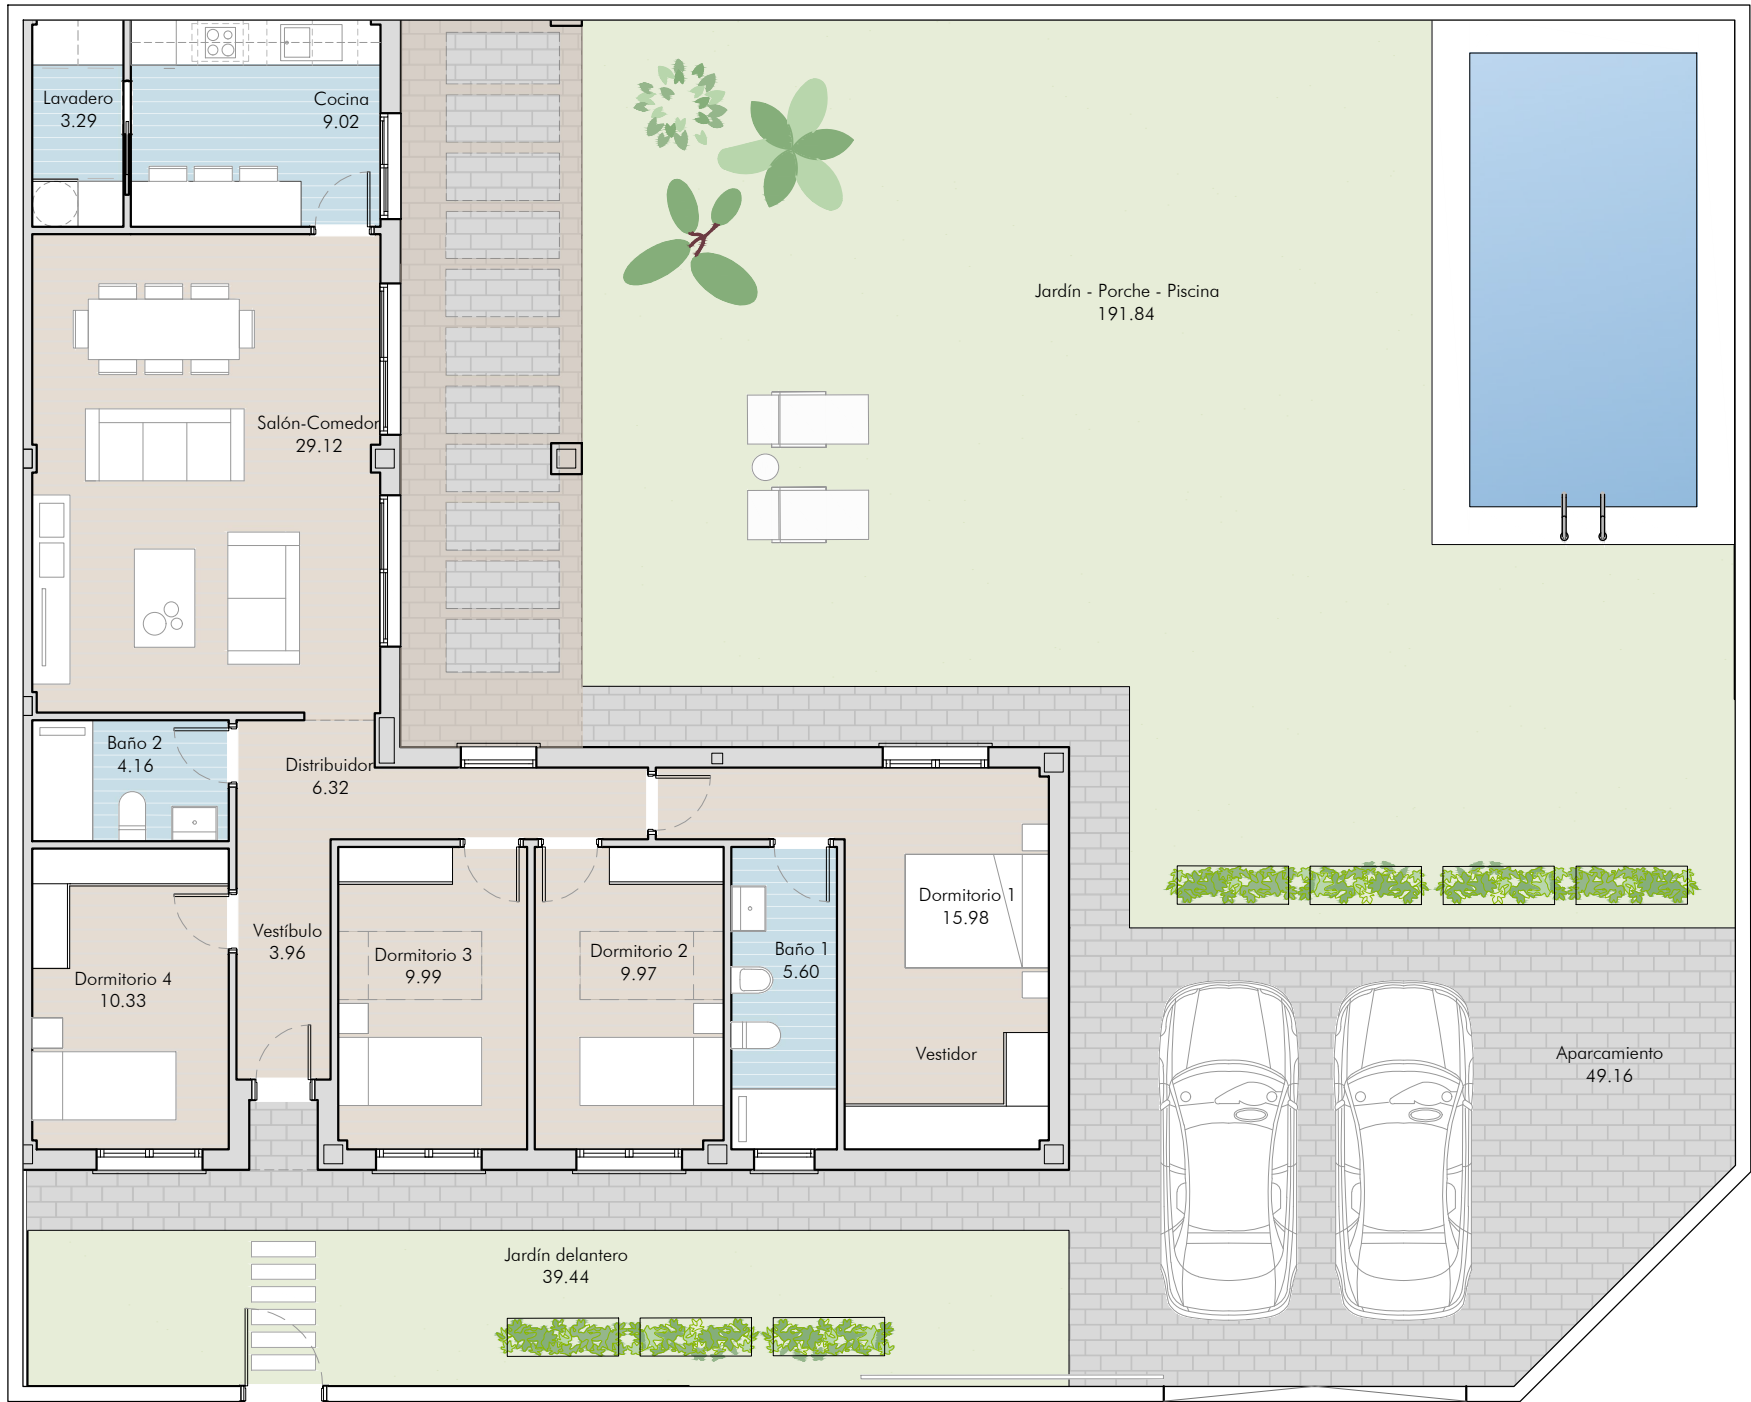 Lavadero
3.29
Cocina
9.02
Jardín - Porche - Piscina
191.84
Salón-Comedor
29.12
Baño 2
4.16
Distribuidor
6.32
Dormitorio 1
15.98
Vestíbulo
3.96
Dormitorio 3
9.99
Dormitorio 2
9.97
Baño 1
5.60
Dormitorio 4
10.33
Vestidor
Aparcamiento
49.16
Jardín delantero
39.44